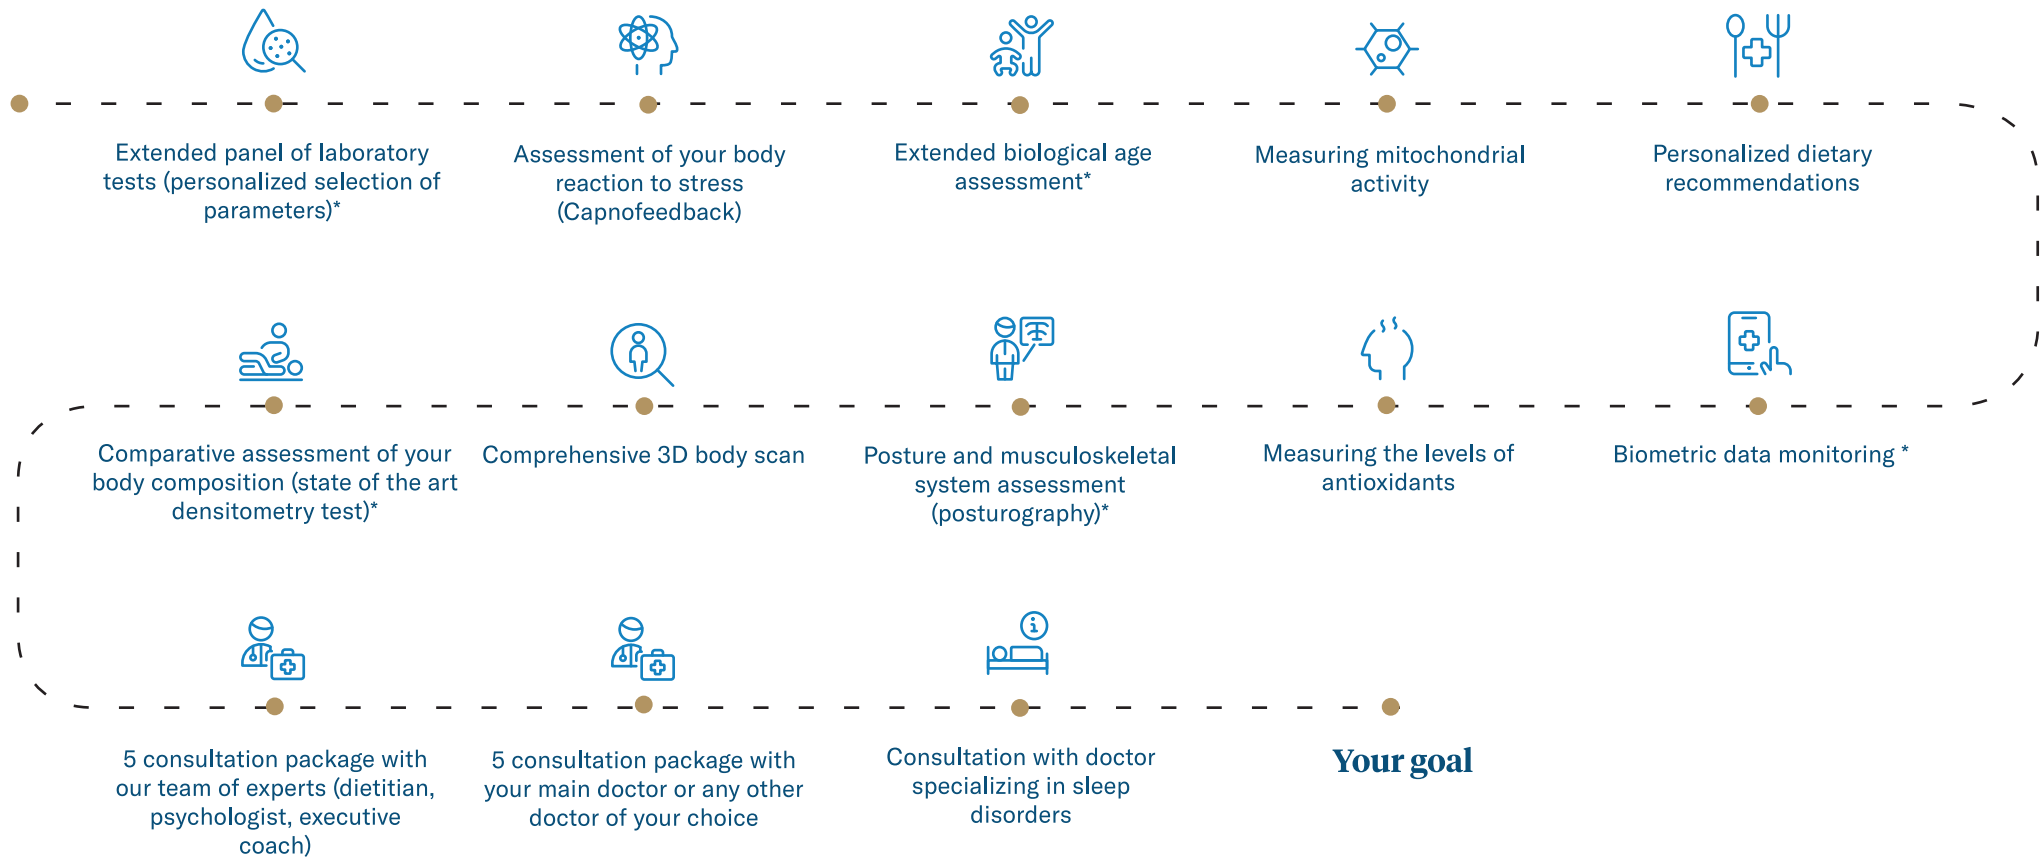 Extended panel of laboratory
tests (personalized selection of
parameters)*
Assessment of your body
reaction to stress
(Capnofeedback)
Extended biological age
assessment*
Measuring mitochondrial
activity
Personalized dietary
recommendations
Comparative assessment of your
body composition (state of the art
densitometry test)*
Comprehensive 3D body scan
Posture and musculoskeletal
system assessment
(posturography)*
Measuring the levels of
antioxidants
Biometric data monitoring *
5 consultation package with
our team of experts (dietitian,
psychologist, executive
coach)
5 consultation package with
your main doctor or any other
doctor of your choice
Consultation with doctor
specializing in sleep
disorders
Your goal